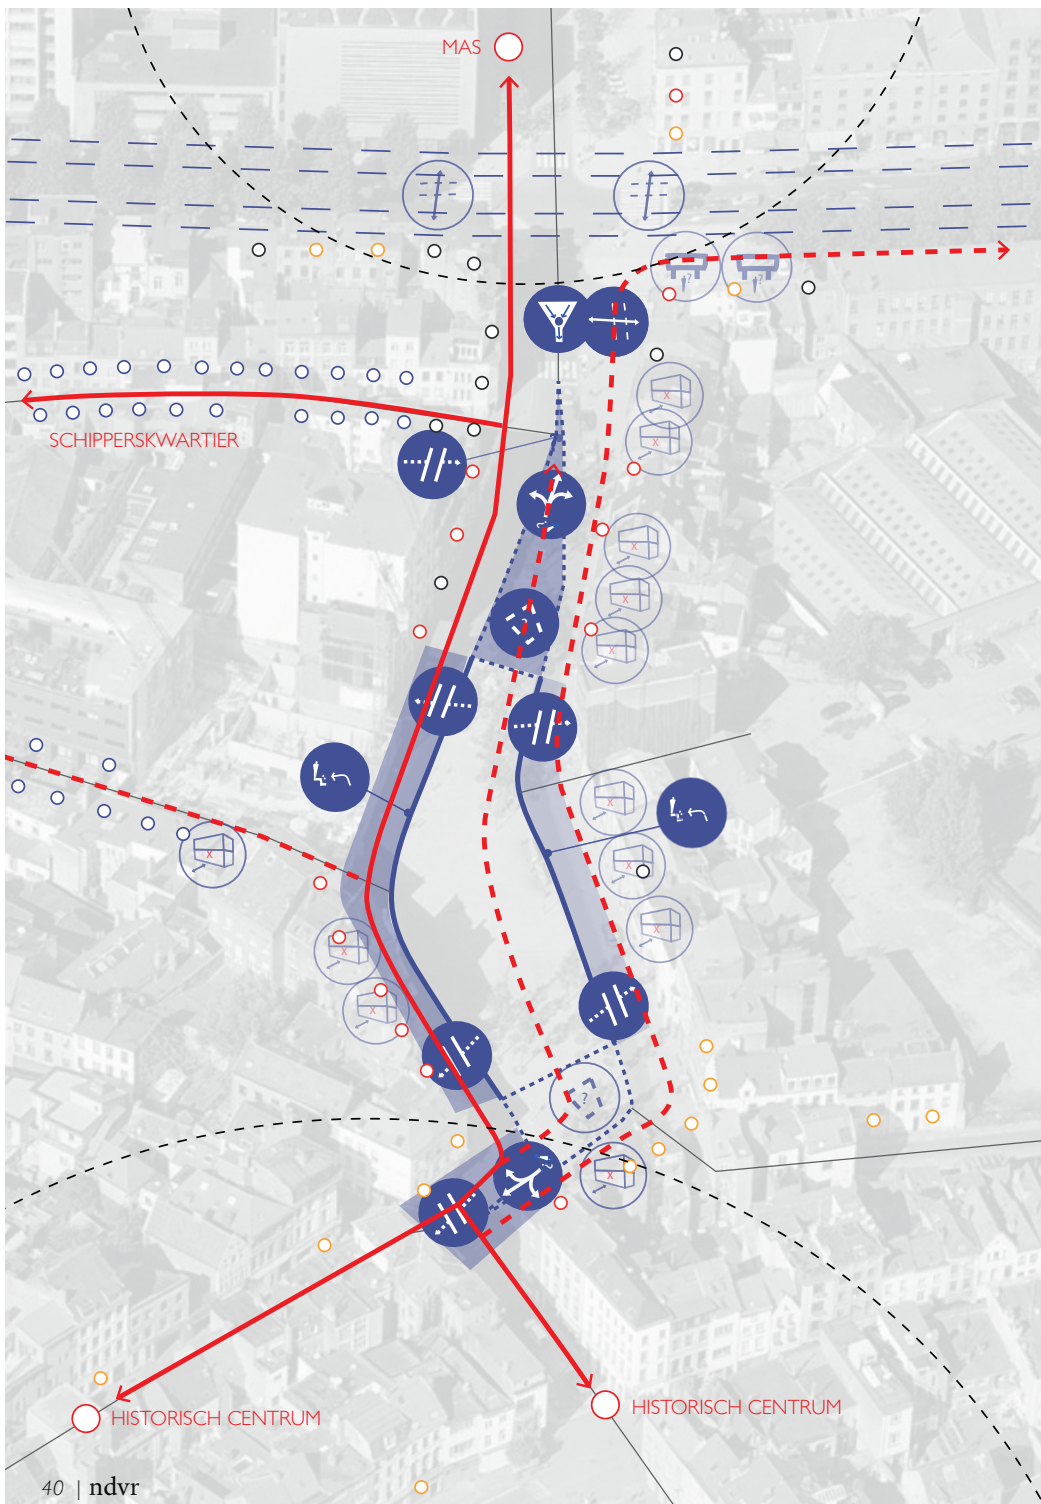 MAS
SCHIPPERSKWARTIER
HISTORISCH CENTRUM
HISTORISCH CENTRUM
40 | ndvr